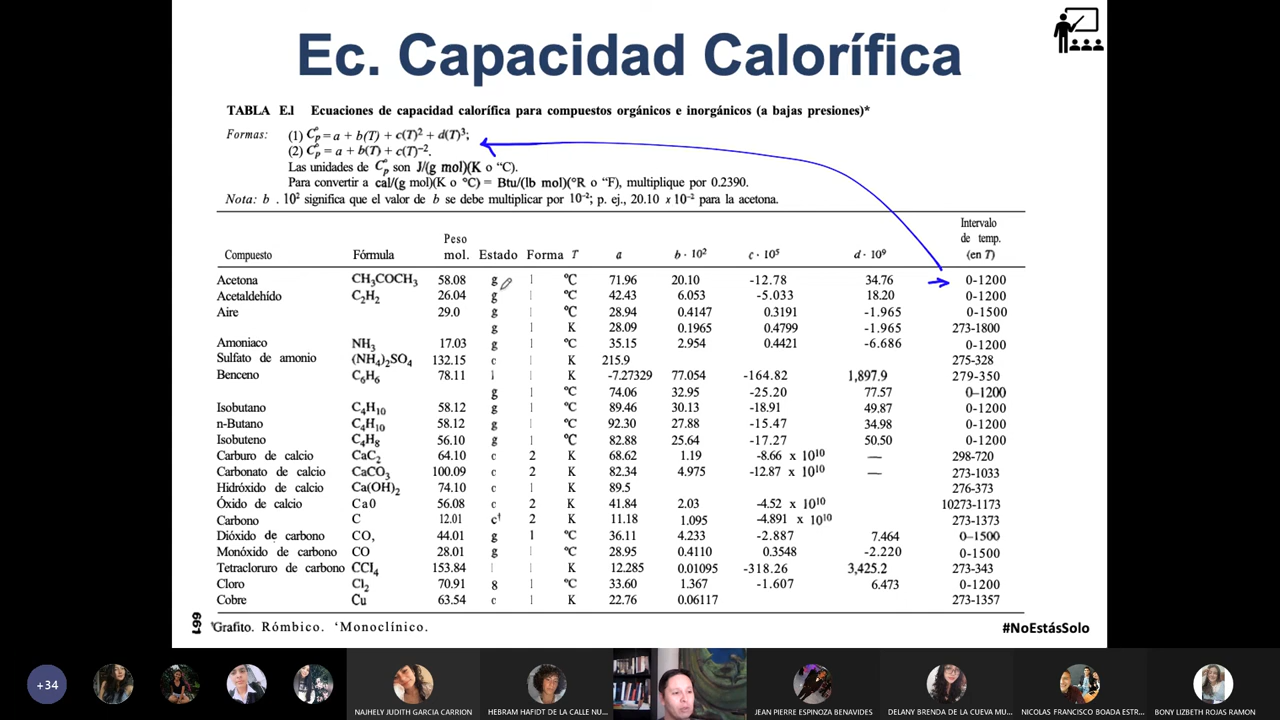 Ec. Capacidad Calorífica
TABLA E.1 Ecuaciones de capacidad calorífica para compuestos orgánicos e inorgánicos (a bajas presiones)*
Formas: (1) C°p = a + b(T) + c(T)² + d(T)³;
(2) C°p = a + b(T) + c(T)⁻².
Las unidades de C°p son J/(g mol)(K o °C).
Para convertir a cal/(g mol)(K o °C) = Btu/(lb mol)(°R o °F), multiplique por 0.2390.
Nota: b . 10² significa que el valor de b se debe multiplicar por 10⁻²; p. ej., 20.10 x 10⁻² para la acetona.
Compuesto Fórmula Peso mol. Estado Forma T a b · 10² c · 10⁵ d · 10⁹ Intervalo de temp. (en T)
Acetona CH₃COCH₃ 58.08 g 1 °C 71.96 20.10 -12.78 34.76 0-1200
Acetaldehído C₂H₂ 26.04 g 1 °C 42.43 6.053 -5.033 18.20 0-1200
Aire 29.0 g 1 °C 28.94 0.4147 0.3191 -1.965 0-1500
g 1 K 28.09 0.1965 0.4799 -1.965 273-1800
Amoniaco NH₃ 17.03 g 1 °C 35.15 2.954 0.4421 -6.686 0-1200
Sulfato de amonio (NH₄)₂SO₄ 132.15 c 1 K 215.9 275-328
Benceno C₆H₆ 78.11 l 1 K -7.27329 77.054 -164.82 1,897.9 279-350
g 1 °C 74.06 32.95 -25.20 77.57 0-1200
Isobutano C₄H₁₀ 58.12 g 1 °C 89.46 30.13 -18.91 49.87 0-1200
n-Butano C₄H₁₀ 58.12 g 1 °C 92.30 27.88 -15.47 34.98 0-1200
Isobuteno C₄H₈ 56.10 g 1 °C 82.88 25.64 -17.27 50.50 0-1200
Carburo de calcio CaC₂ 64.10 c 2 K 68.62 1.19 -8.66 x 10¹⁰ — 298-720
Carbonato de calcio CaCO₃ 100.09 c 2 K 82.34 4.975 -12.87 x 10¹⁰ — 273-1033
Hidróxido de calcio Ca(OH)₂ 74.10 c 1 K 89.5 276-373
Óxido de calcio Ca0 56.08 c 2 K 41.84 2.03 -4.52 x 10¹⁰ 10273-1173
Carbono C 12.01 c† 2 K 11.18 1.095 -4.891 x 10¹⁰ 273-1373
Dióxido de carbono CO, 44.01 g 1 °C 36.11 4.233 -2.887 7.464 0-1500
Monóxido de carbono CO 28.01 g 1 °C 28.95 0.4110 0.3548 -2.220 0-1500
Tetracloruro de carbono CCl₄ 153.84 l 1 K 12.285 0.01095 -318.26 3,425.2 273-343
Cloro Cl₂ 70.91 g 1 °C 33.60 1.367 -1.607 6.473 0-1200
Cobre Cu 63.54 c 1 K 22.76 0.06117 273-1357
661
†Grafito. Rómbico. ‘Monoclínico.
#NoEstásSolo
+34
NAJHELY JUDITH GARCIA CARRION
HEBRAM HAFIDT DE LA CALLE NU...
JEAN PIERRE ESPINOZA BENAVIDES
DELANY BRENDA DE LA CUEVA MU...
NICOLAS FRANCISCO BOADA ESTR...
BONY LIZBETH ROJAS RAMON